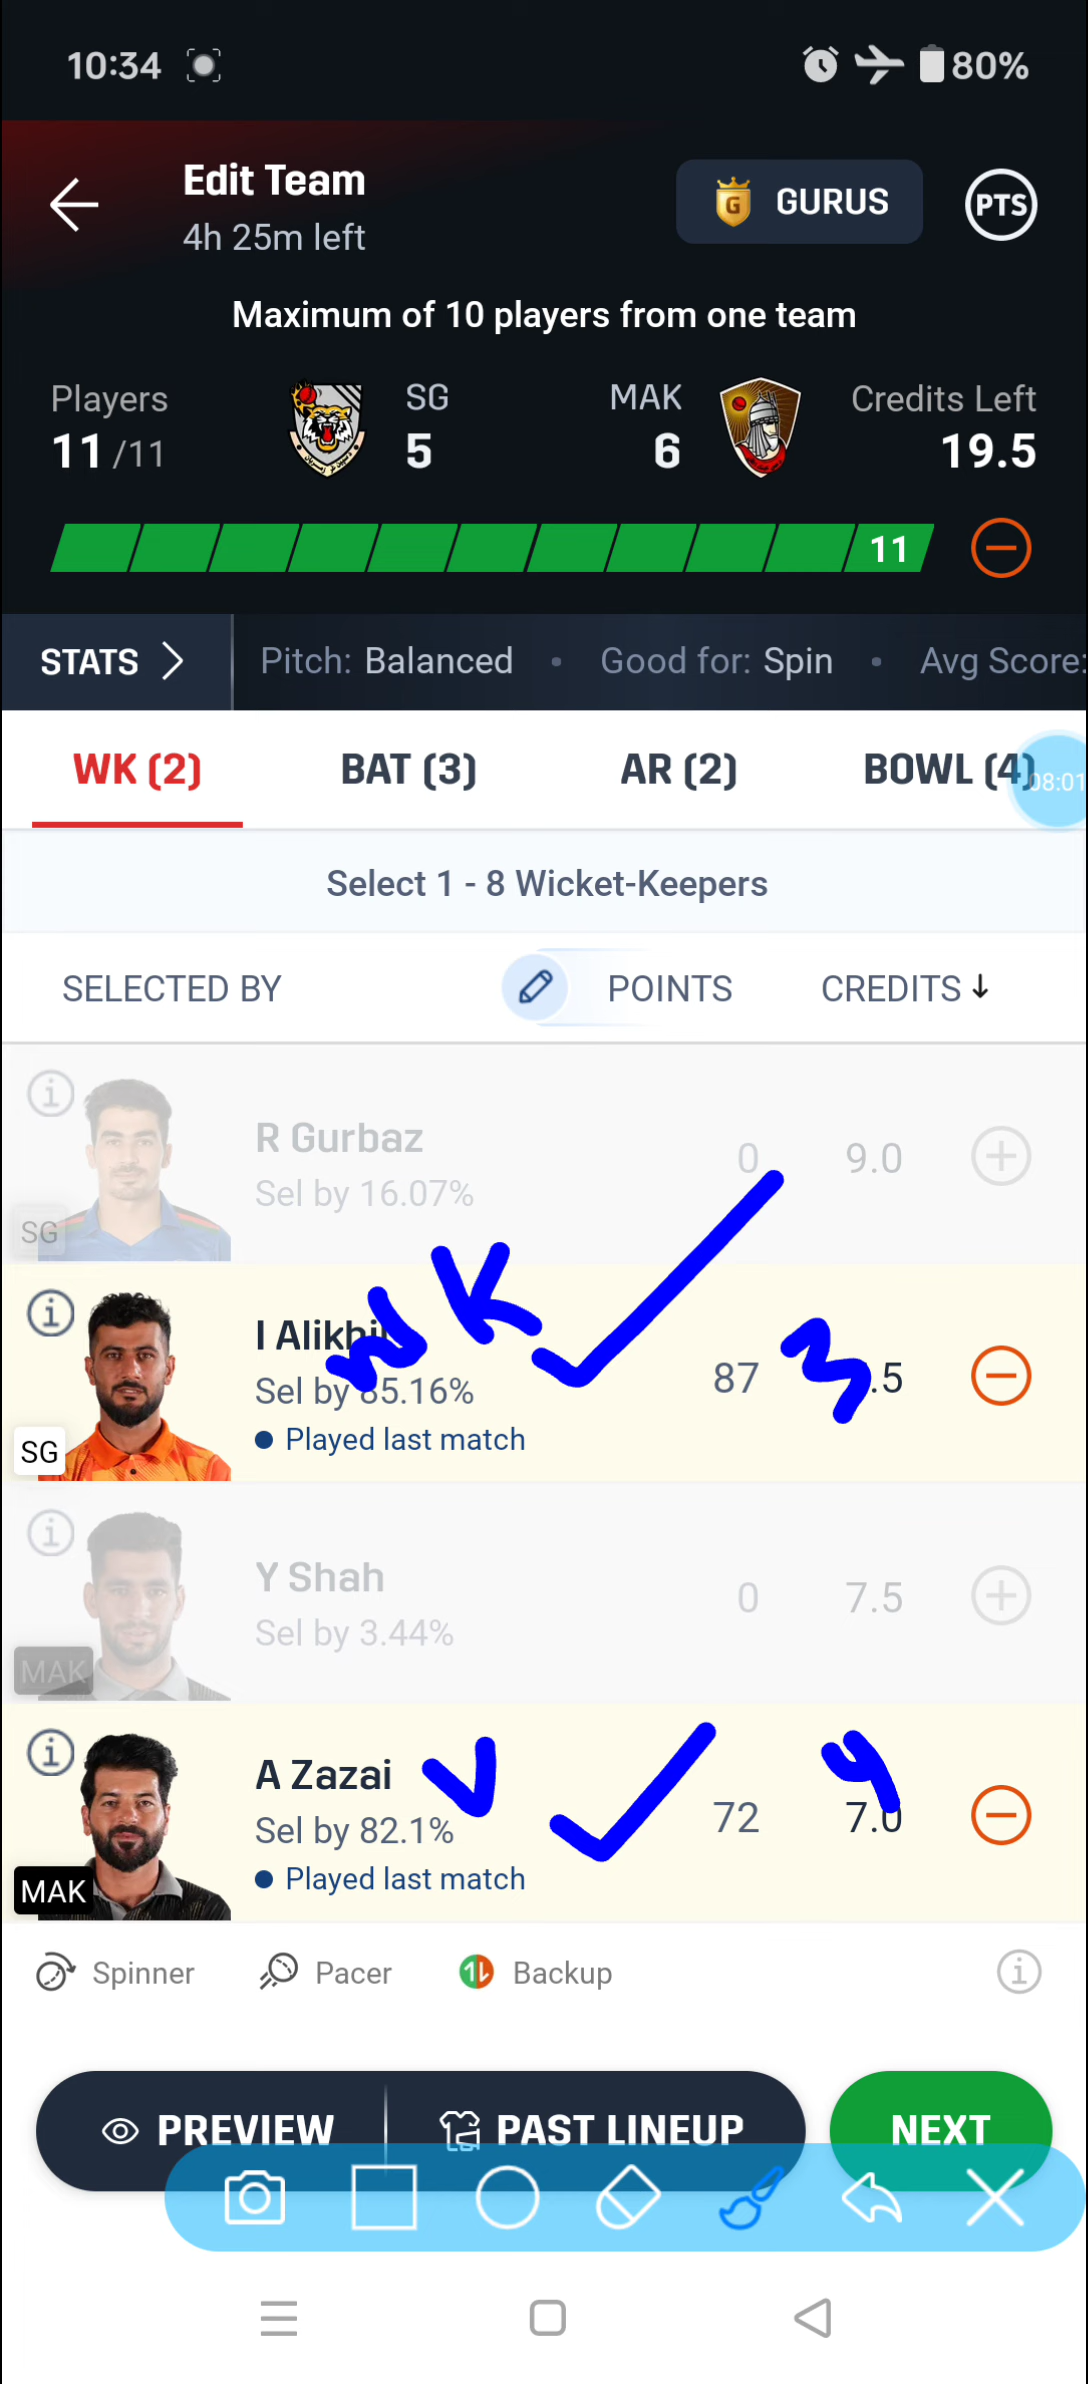 10:34 80%
Edit Team
4h 25m left
GURUS
PTS
Maximum of 10 players from one team
Players SG MAK Credits Left
11/11 5 6 19.5
11
STATS Pitch: Balanced • Good for: Spin • Avg Score:
WK (2) BAT (3) AR (2) BOWL (4)
08:01
Select 1 - 8 Wicket-Keepers
SELECTED BY POINTS CREDITS
R Gurbaz 0 9.0
Sel by 16.07%
SG
WK
I 87 .5
Sel by 85.16%
Played last match
SG
Y Shah 0 7.5
Sel by 3.44%
MAK
A Zazai 72 7.0
Sel by 82.1%
Played last match
MAK
Spinner Pacer Backup
PREVIEW PAST LINEUP NEXT